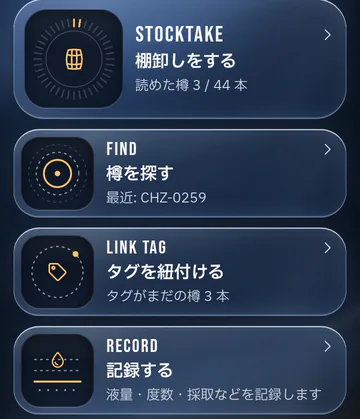 STOCKTAKE
棚卸しをする
読めた樽 3 / 44 本
FIND
樽を探す
最近: CHZ-0259
LINK TAG
タグを紐付ける
タグがまだの樽 3 本
RECORD
記録する
液量・度数・採取などを記録します